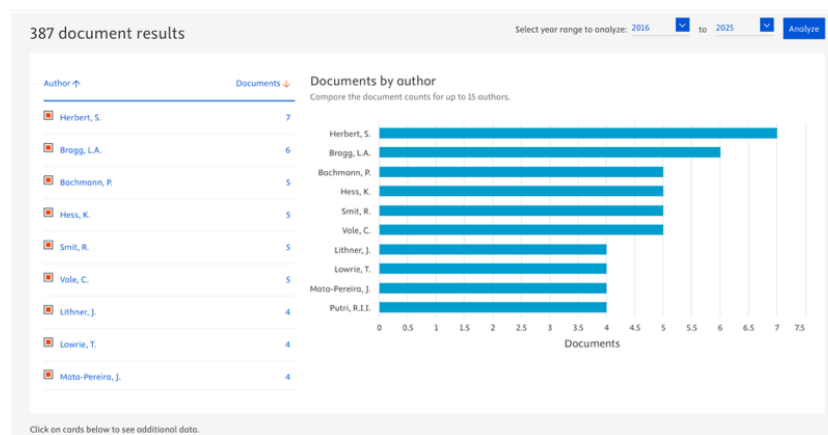 387 document results
Select year range to analyze: 2016 to 2025 Analyze
Author Documents
Herbert, S. 7
Bragg, L.A. 6
Bachmann, P. 5
Hess, K. 5
Smit, R. 5
Vale, C. 5
Lithner, J. 4
Lowrie, T. 4
Mata-Pereira, J. 4
Documents by author
Compare the document counts for up to 15 authors.
Herbert, S.
Bragg, L.A.
Bachmann, P.
Hess, K.
Smit, R.
Vale, C.
Lithner, J.
Lowrie, T.
Mata-Pereira, J.
Putri, R.I.I.
0 0.5 1 1.5 2 2.5 3 3.5 4 4.5 5 5.5 6 6.5 7 7.5
Documents
Click on cards below to see additional data.